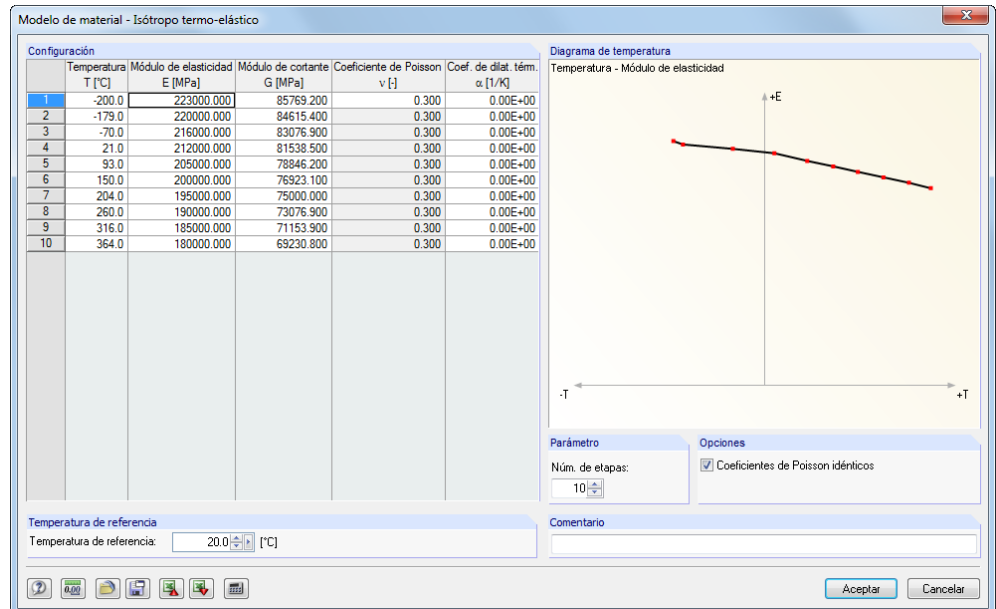 Modelo de material - Isótropo termo-elástico
Configuración
Temperatura Módulo de elasticidad Módulo de cortante Coeficiente de Poisson Coef. de dilat. térm.
T [°C] E [MPa] G [MPa] ν [-] α [1/K]
1 -200.0 223000.000 85769.200 0.300 0.00E+00
2 -179.0 220000.000 84615.400 0.300 0.00E+00
3 -70.0 216000.000 83076.900 0.300 0.00E+00
4 21.0 212000.000 81538.500 0.300 0.00E+00
5 93.0 205000.000 78846.200 0.300 0.00E+00
6 150.0 200000.000 76923.100 0.300 0.00E+00
7 204.0 195000.000 75000.000 0.300 0.00E+00
8 260.0 190000.000 73076.900 0.300 0.00E+00
9 316.0 185000.000 71153.900 0.300 0.00E+00
10 364.0 180000.000 69230.800 0.300 0.00E+00
Diagrama de temperatura
Temperatura - Módulo de elasticidad
+E
-T
+T
Parámetro
Núm. de etapas:
10
Opciones
Coeficientes de Poisson idénticos
Temperatura de referencia
Temperatura de referencia: 20.0 [°C]
Comentario
0.00
Aceptar
Cancelar